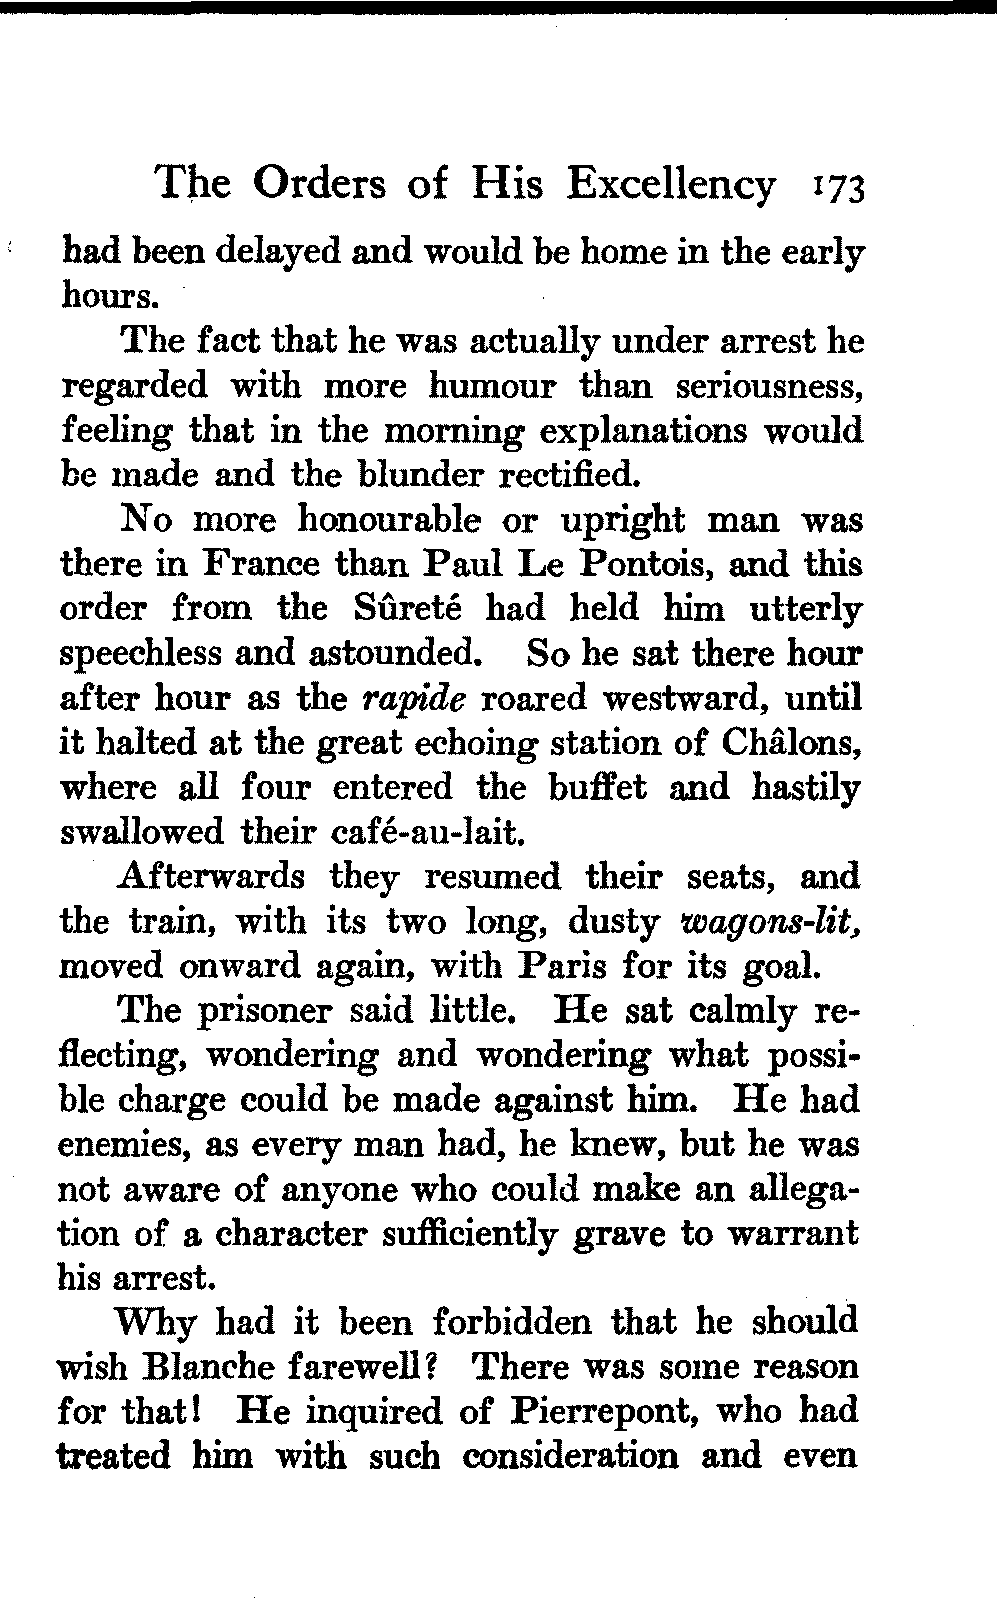 The Orders of His Excellency 173
had been delayed and would be home in the early
hours.
The fact that he was actually under arrest he
regarded with more humour than seriousness,
feeling that in the morning explanations would
be made and the blunder rectified.
No more honourable or upright man was
there in France than Paul Le Pontois, and this
order from the Sûreté had held him utterly
speechless and astounded. So he sat there hour
after hour as the rapide roared westward, until
it halted at the great echoing station of Châlons,
where all four entered the buffet and hastily
swallowed their café-au-lait.
Afterwards they resumed their seats, and
the train, with its two long, dusty wagons-lit,
moved onward again, with Paris for its goal.
The prisoner said little. He sat calmly re-
flecting, wondering and wondering what possi-
ble charge could be made against him. He had
enemies, as every man had, he knew, but he was
not aware of anyone who could make an allega-
tion of a character sufficiently grave to warrant
his arrest.
Why had it been forbidden that he should
wish Blanche farewell? There was some reason
for that! He inquired of Pierrepont, who had
treated him with such consideration and even